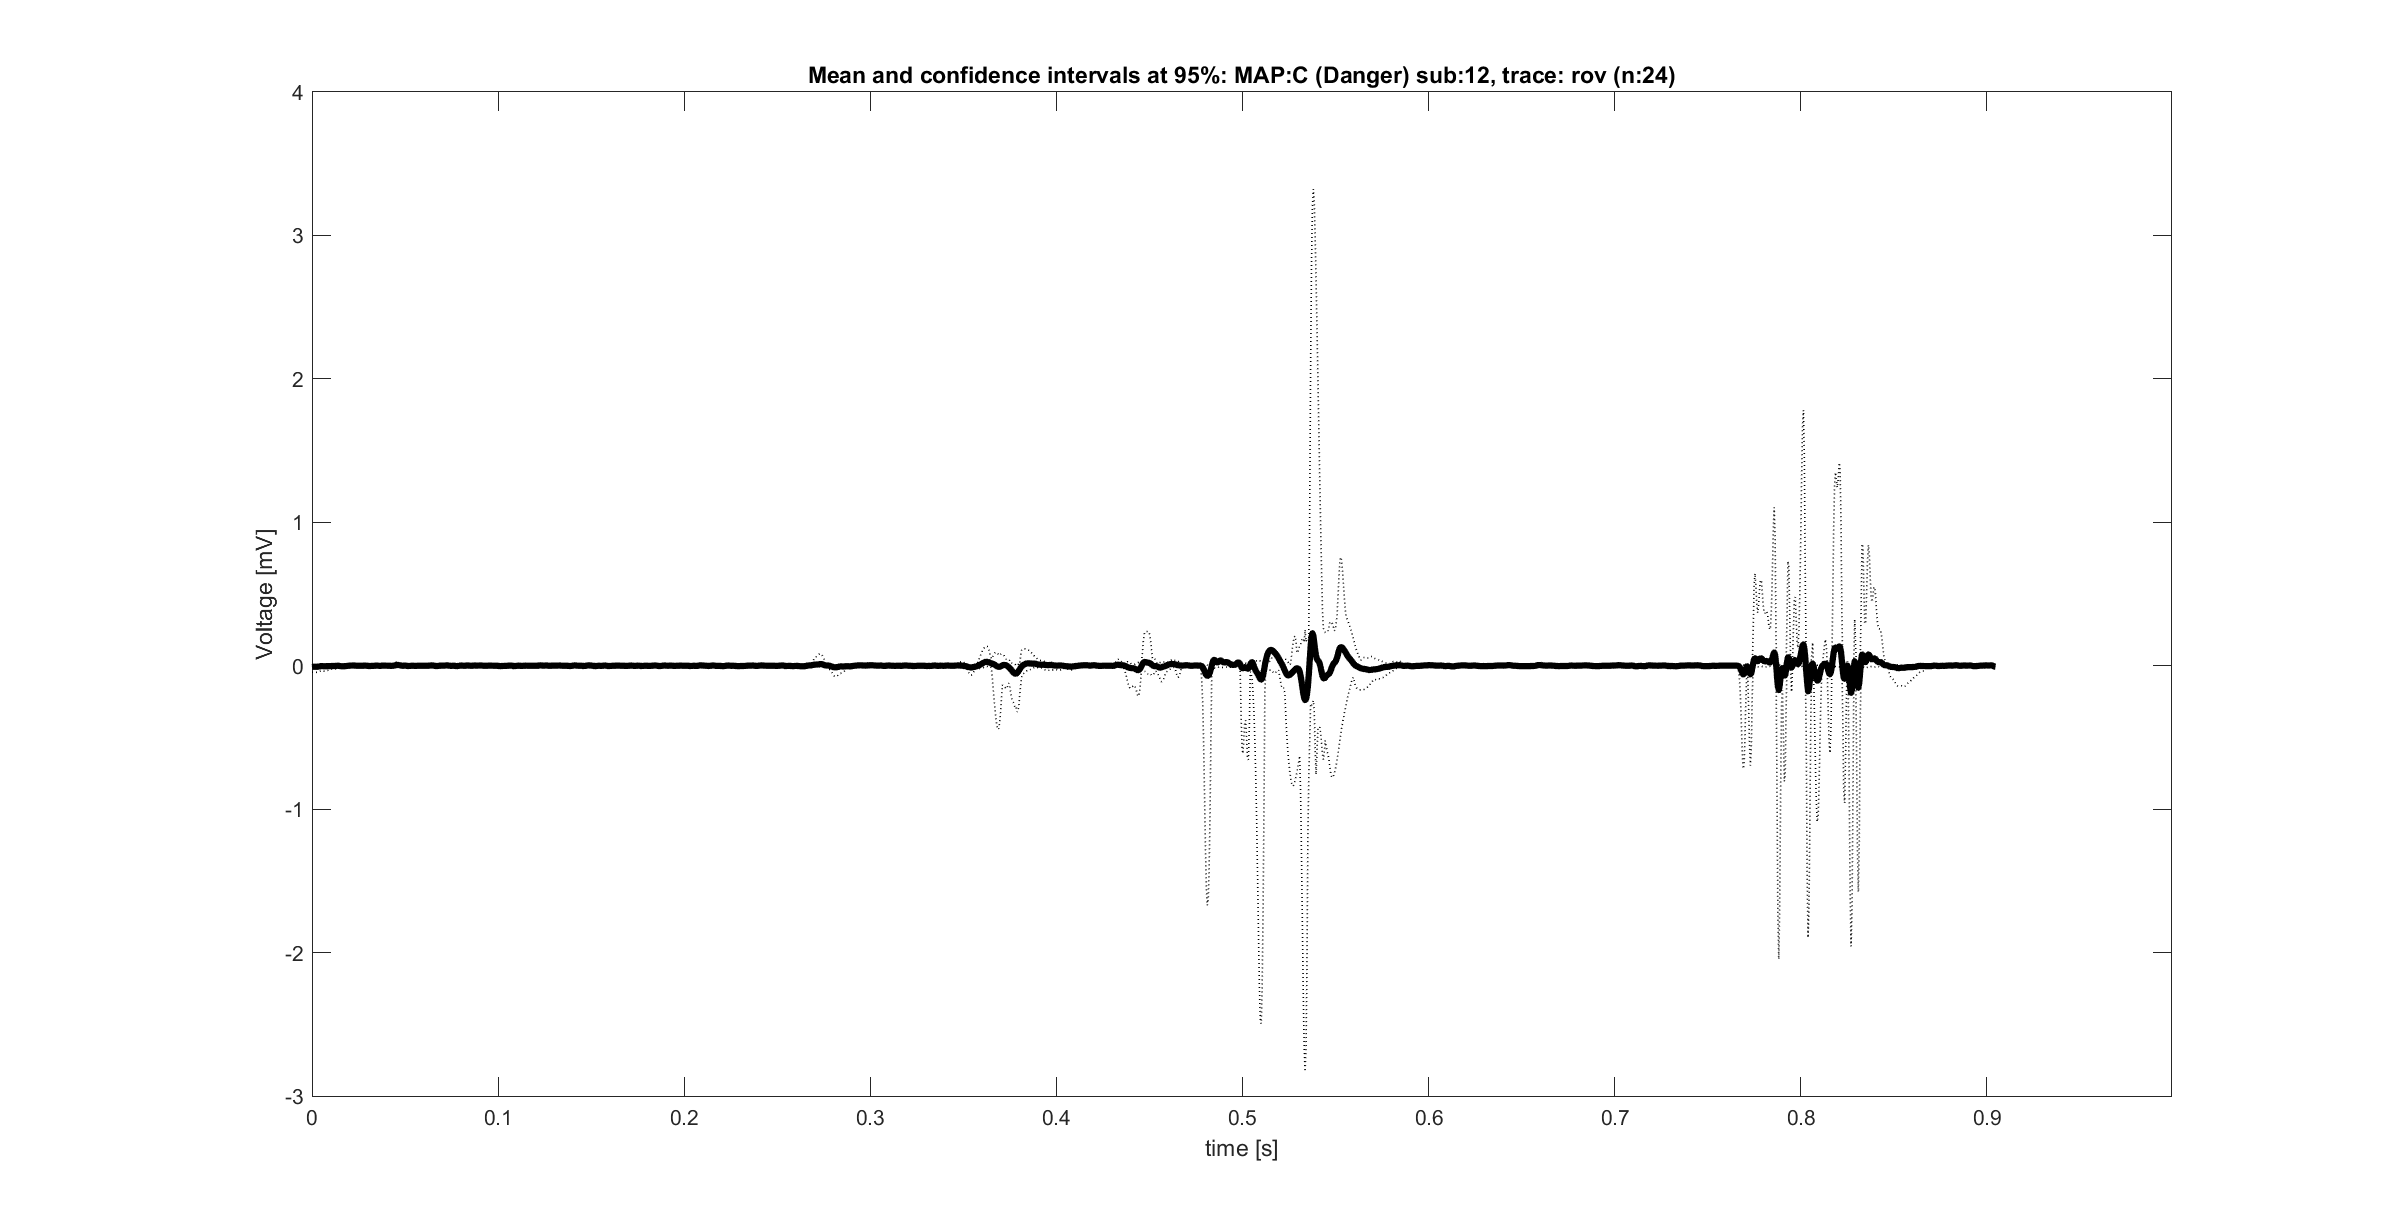 Mean and confidence intervals at 95%: MAP:C (Danger) sub:12, trace: rov (n:24)
4
3
2
1
0
-1
-2
-3
Voltage [mV]
0 0.1 0.2 0.3 0.4 0.5 0.6 0.7 0.8 0.9
time [s]